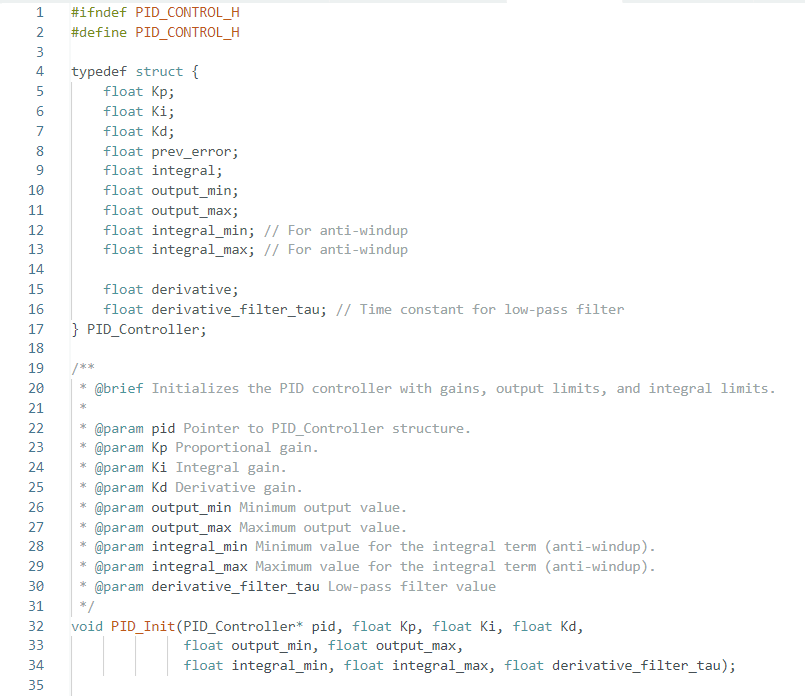 1 #ifndef PID_CONTROL_H
2 #define PID_CONTROL_H
3
4 typedef struct {
5     float Kp;
6     float Ki;
7     float Kd;
8     float prev_error;
9     float integral;
10     float output_min;
11     float output_max;
12     float integral_min; // For anti-windup
13     float integral_max; // For anti-windup
14
15     float derivative;
16     float derivative_filter_tau; // Time constant for low-pass filter
17 } PID_Controller;
18
19 /**
20  * @brief Initializes the PID controller with gains, output limits, and integral limits.
21  *
22  * @param pid Pointer to PID_Controller structure.
23  * @param Kp Proportional gain.
24  * @param Ki Integral gain.
25  * @param Kd Derivative gain.
26  * @param output_min Minimum output value.
27  * @param output_max Maximum output value.
28  * @param integral_min Minimum value for the integral term (anti-windup).
29  * @param integral_max Maximum value for the integral term (anti-windup).
30  * @param derivative_filter_tau Low-pass filter value
31  */
32 void PID_Init(PID_Controller* pid, float Kp, float Ki, float Kd,
33               float output_min, float output_max,
34               float integral_min, float integral_max, float derivative_filter_tau);
35